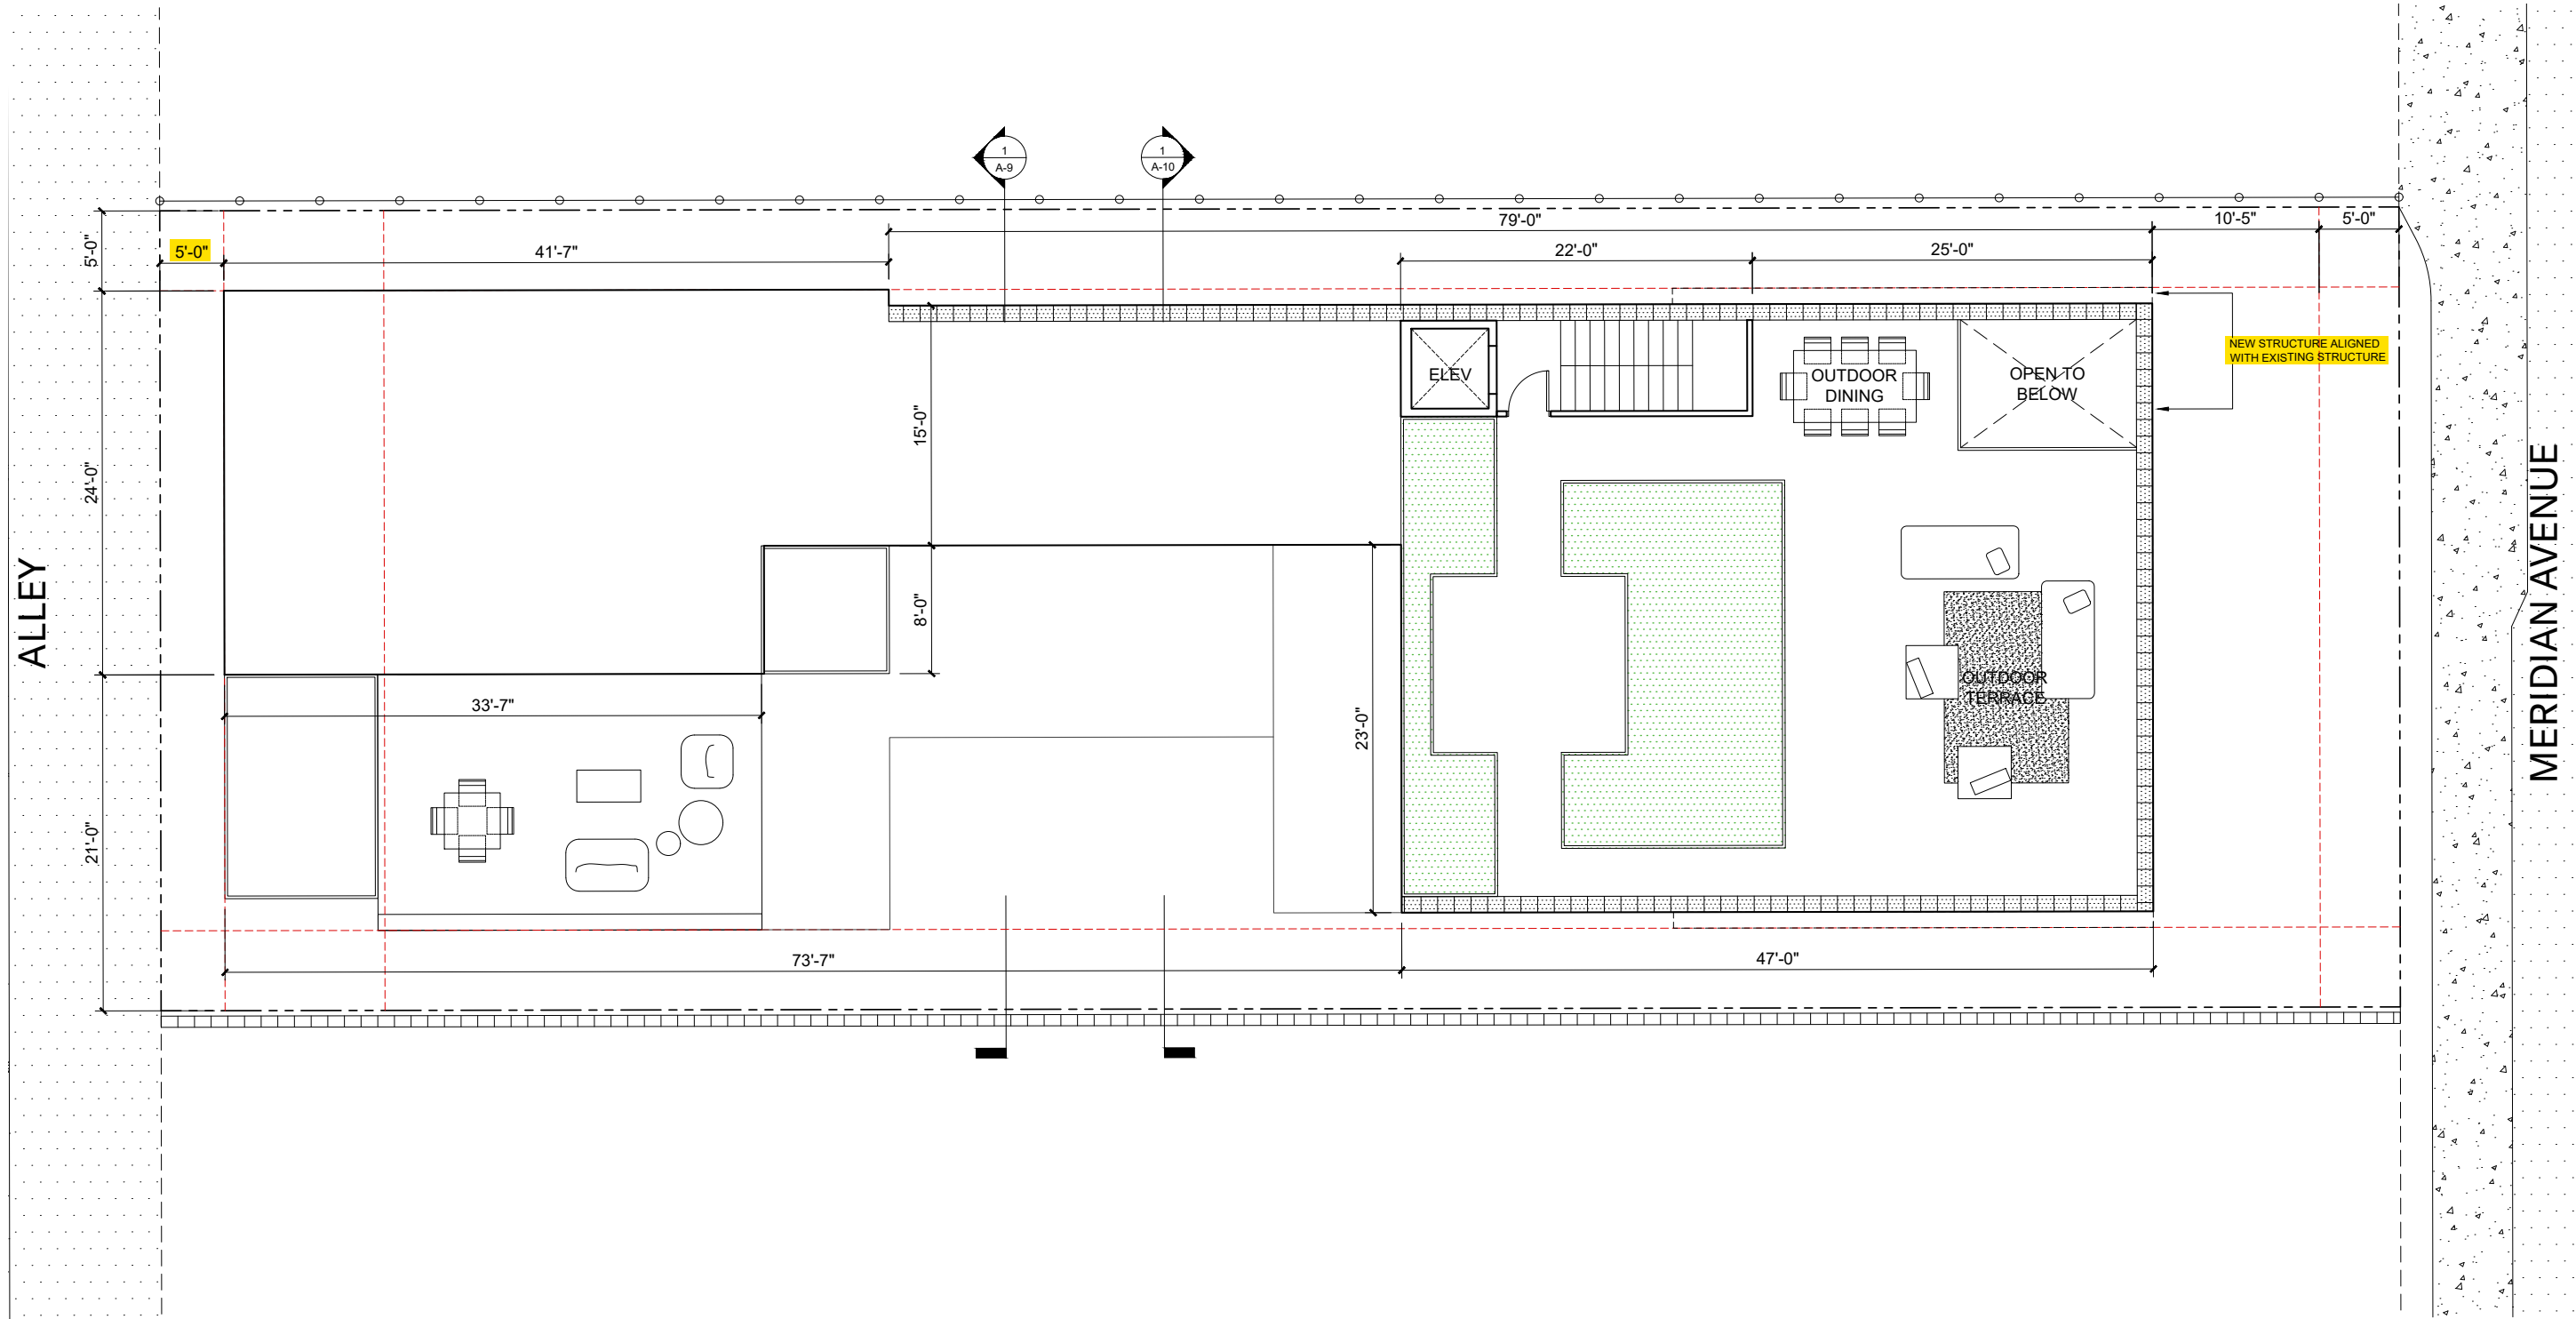 1
A-9
1
A-10
79'-0"
10'-5"
5'-0"
5'-0"
5'-0"
41'-7"
22'-0"
25'-0"
NEW STRUCTURE ALIGNED
WITH EXISTING STRUCTURE
ELEV
OUTDOOR
DINING
OPEN TO
BELOW
15'-0"
24'-0"
ALLEY
MERIDIAN AVENUE
8'-0"
OUTDOOR
TERRACE
33'-7"
23'-0"
21'-0"
73'-7"
47'-0"